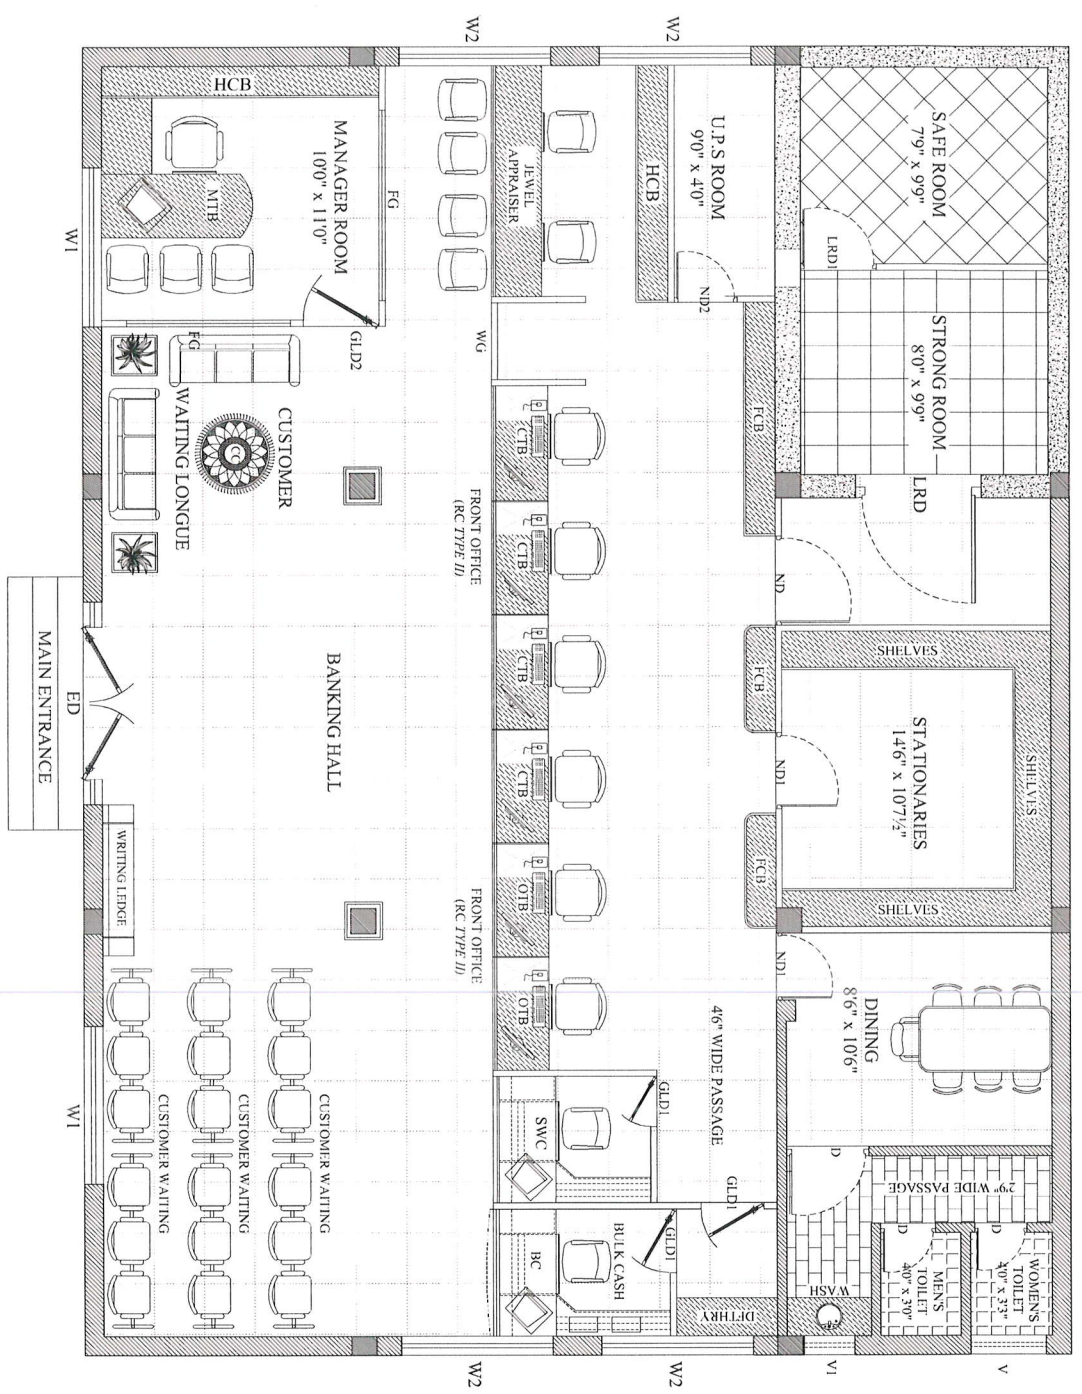 W2
W2
HCB
MANAGER ROOM
10'0" x 11'0"
MTB
FG
W1
GLD2
FG
JEWEL
APPRAISER
HCB
U.P.S ROOM
9'0" x 4'0"
ND2
SAFE ROOM
7'9" x 9'9"
LRD1
STRONG ROOM
8'0" x 9'9"
LRD
WG
FCB
CUSTOMER
WAITING LONGUE
CC
FRONT OFFICE
(RC TYPE II)
CTB
CTB
CTB
CTB
OTB
OTB
ND
FCB
SHELVES
STATIONARIES
14'6" x 10'7½"
SHELVES
SHELVES
ND1
FCB
MAIN ENTRANCE
ED
BANKING HALL
WRITING LEDGE
FRONT OFFICE
(RC TYPE II)
ND1
DINING
8'6" x 10'6"
4'6" WIDE PASSAGE
GLD1
SWC
GLD1
GLD1
BULK CASH
BC
DFTHRY
D
2'9" WIDE PASSAGE
D
D
WOMEN'S
TOILET
4'0" x 3'3"
MEN'S
TOILET
4'0" x 3'0"
WASH
CUSTOMER WAITING
CUSTOMER WAITING
CUSTOMER WAITING
W1
W2
W2
V1
V